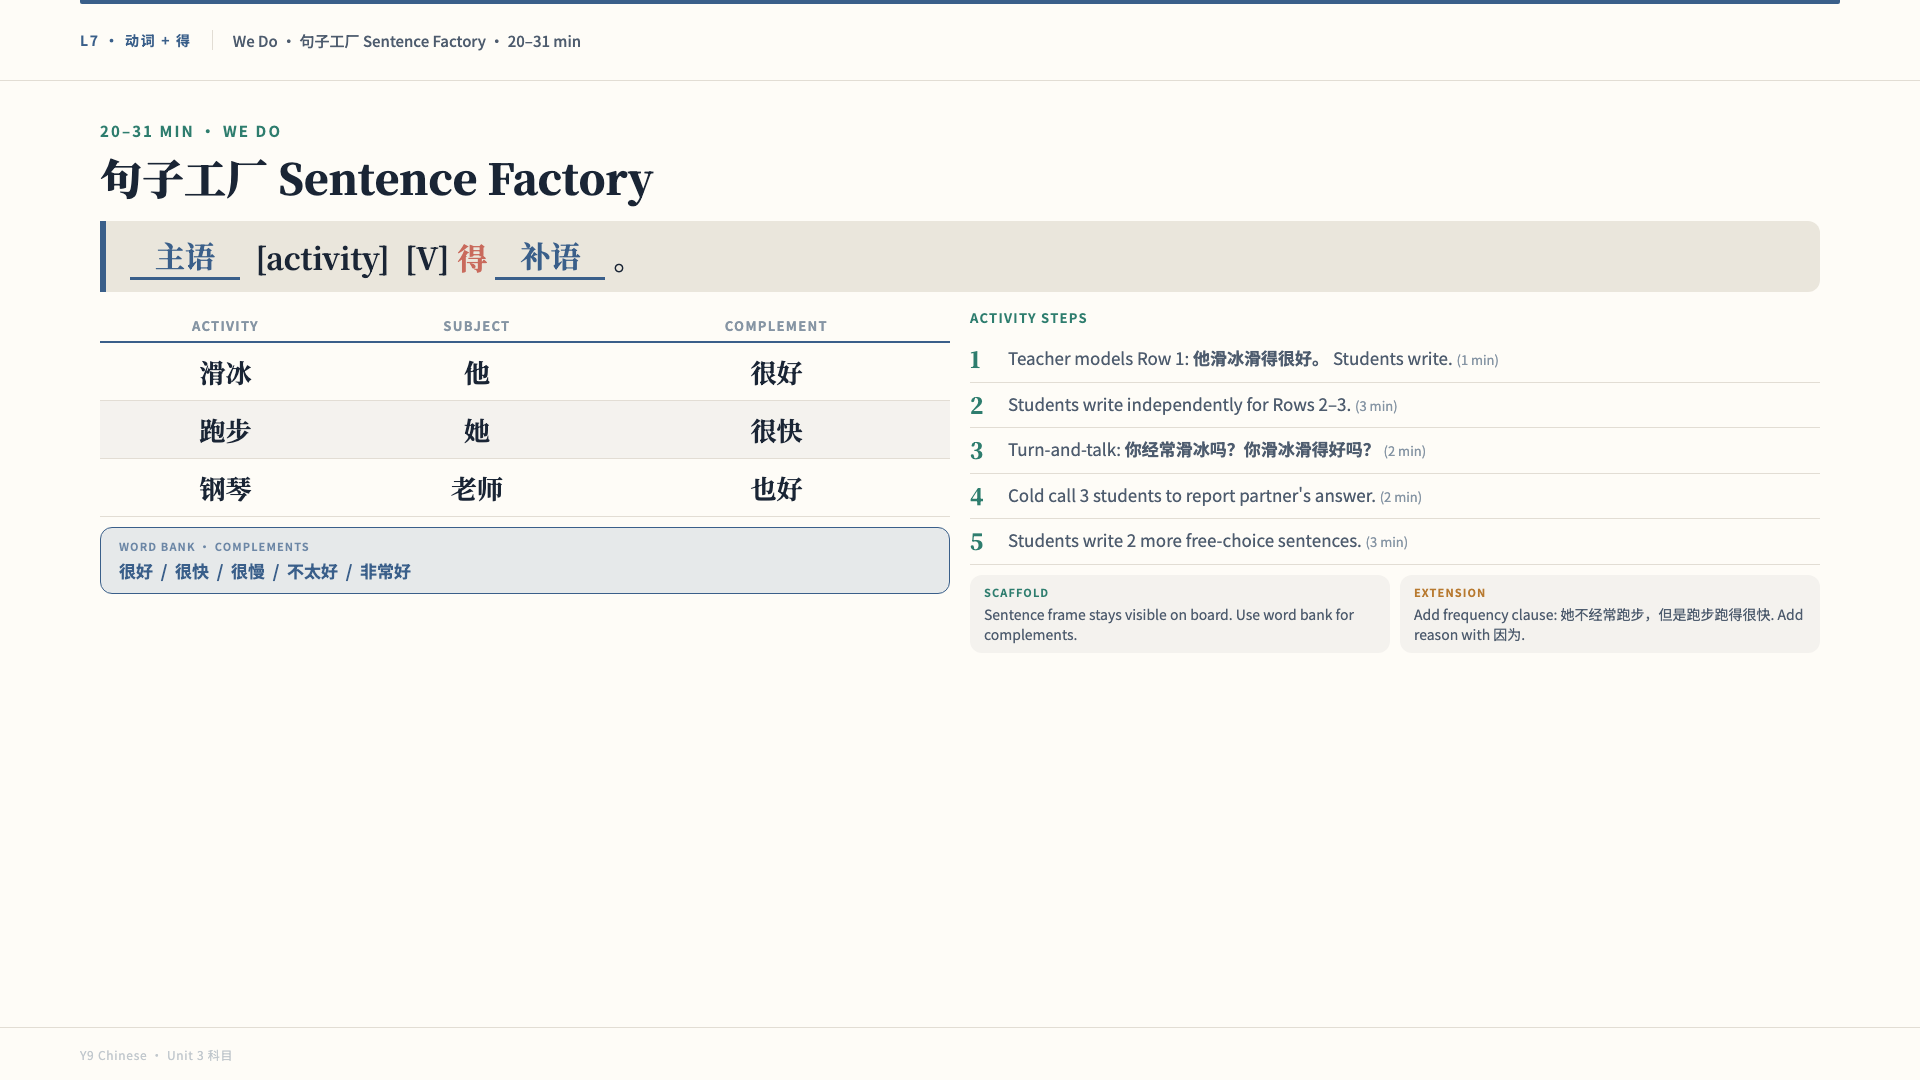 L7 • 动词 + 得 We Do • 句子工厂 Sentence Factory • 20–31 min
20–31 MIN • WE DO
句子工厂 Sentence Factory
主语 [activity] [V] 得 补语 。
ACTIVITY SUBJECT COMPLEMENT
滑冰 他 很好
跑步 她 很快
钢琴 老师 也好
WORD BANK • COMPLEMENTS
很好 / 很快 / 很慢 / 不太好 / 非常好
ACTIVITY STEPS
1 Teacher models Row 1: 他滑冰滑得很好。 Students write. (1 min)
2 Students write independently for Rows 2–3. (3 min)
3 Turn-and-talk: 你经常滑冰吗？你滑冰滑得好吗？ (2 min)
4 Cold call 3 students to report partner's answer. (2 min)
5 Students write 2 more free-choice sentences. (3 min)
SCAFFOLD
Sentence frame stays visible on board. Use word bank for
complements.
EXTENSION
Add frequency clause: 她不经常跑步，但是跑步跑得很快. Add
reason with 因为.
Y9 Chinese • Unit 3 科目